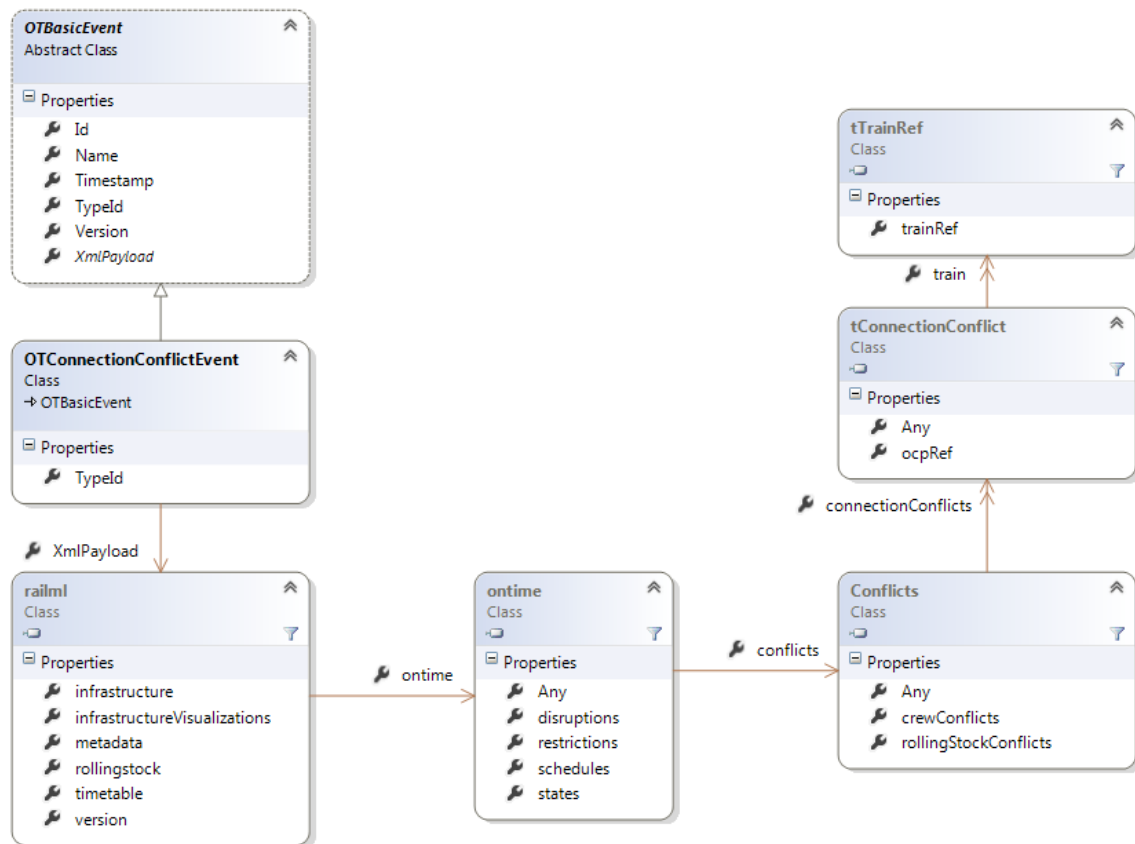 OTBasicEvent
Abstract Class
Properties
Id
Name
Timestamp
TypeId
Version
XmlPayload
OTConnectionConflictEvent
Class
OTBasicEvent
Properties
TypeId
XmlPayload
railml
Class
Properties
infrastructure
infrastructureVisualizations
metadata
rollingstock
timetable
version
ontime
ontime
Class
Properties
Any
disruptions
restrictions
schedules
states
conflicts
Conflicts
Class
Properties
Any
crewConflicts
rollingStockConflicts
connectionConflicts
tConnectionConflict
Class
Properties
Any
ocpRef
train
tTrainRef
Class
Properties
trainRef